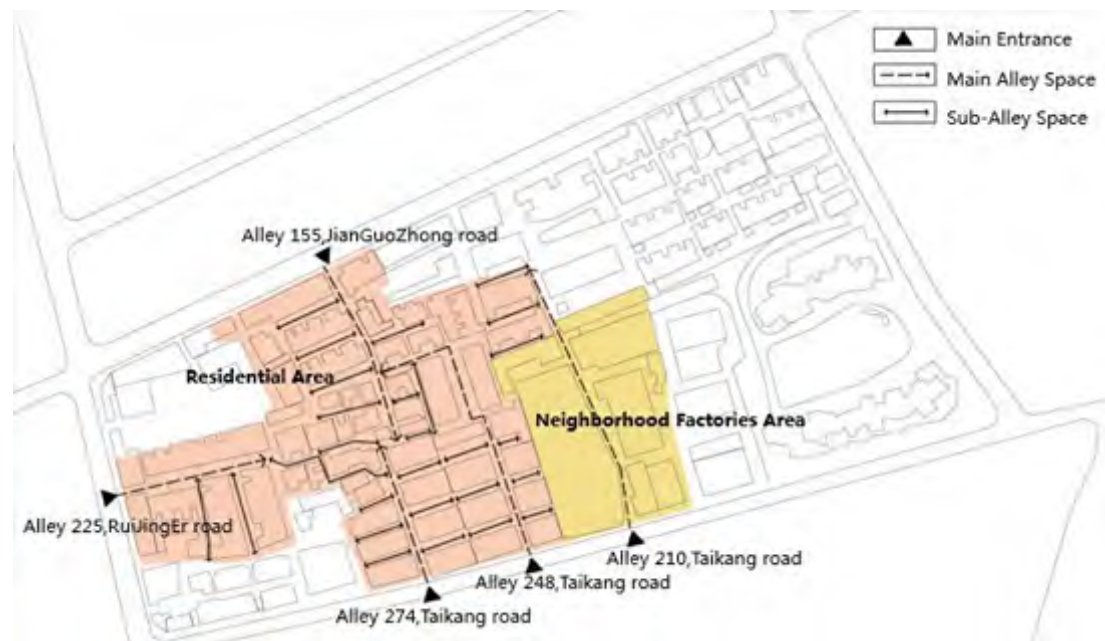 Main Entrance
Main Alley Space
Sub-Alley Space
Alley 155,JianGuoZhong road
Residential Area
Neighborhood Factories Area
Alley 225,RuiJingEr road
Alley 210,Taikang road
Alley 248,Taikang road
Alley 274,Taikang road